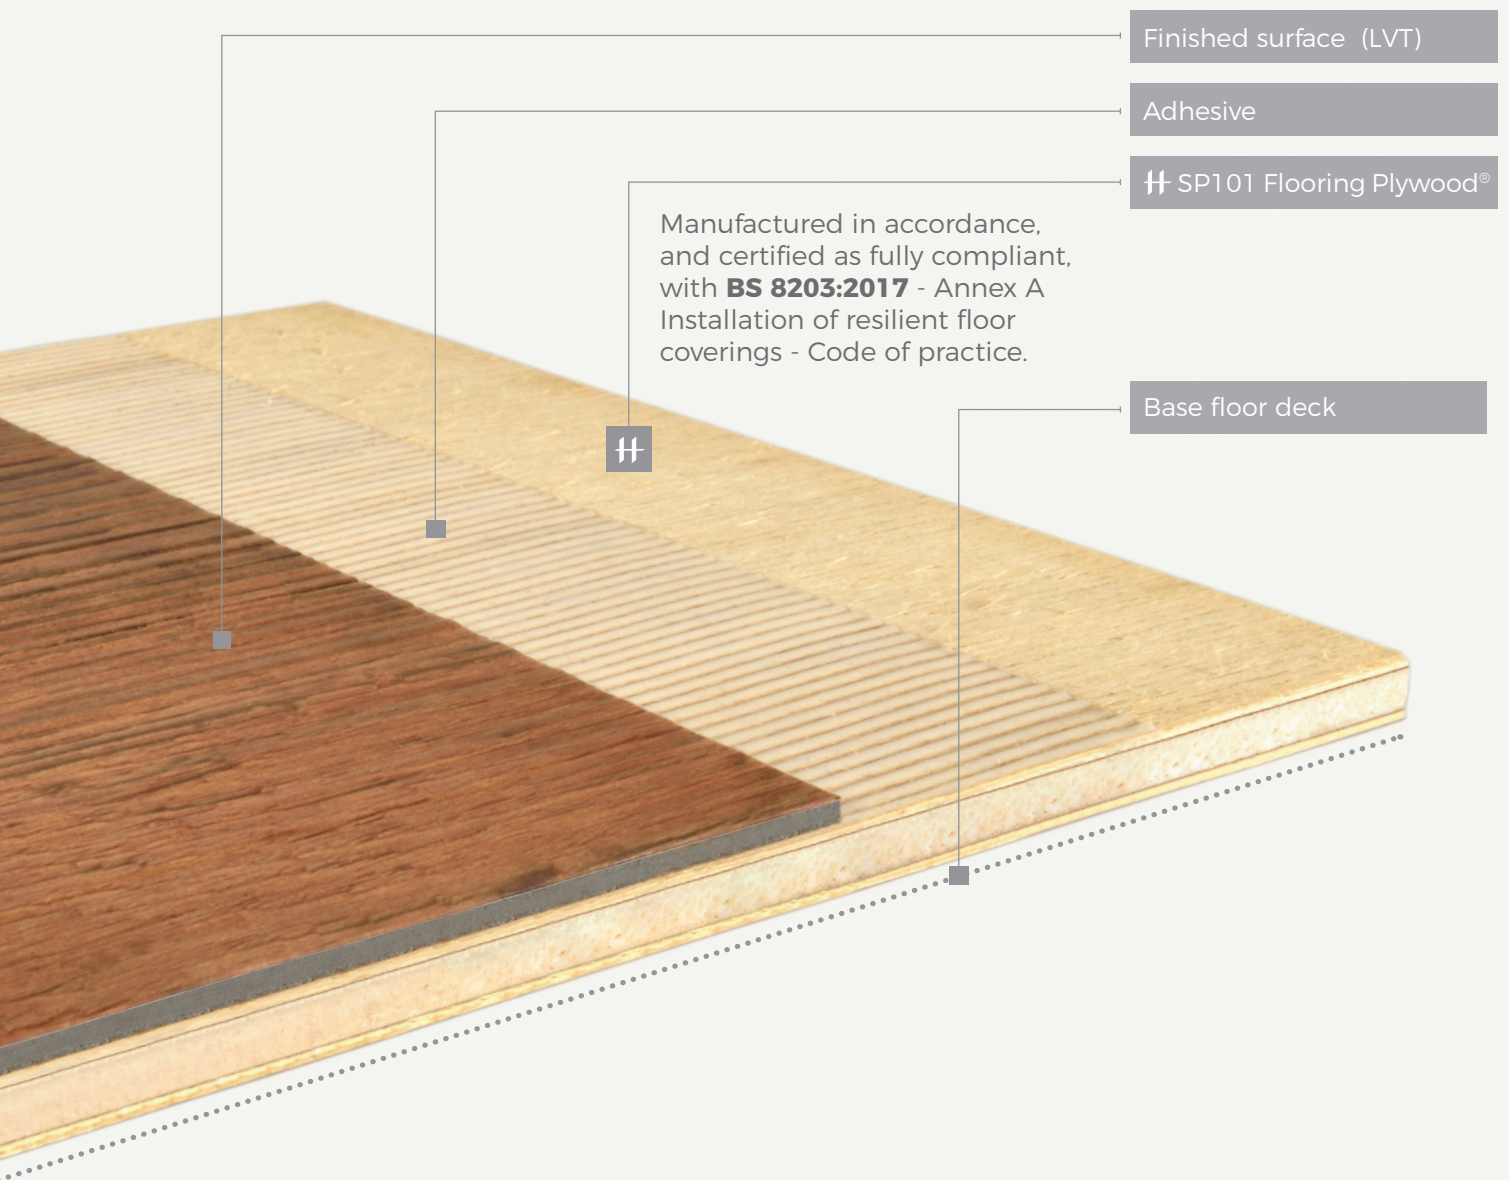 Finished surface (LVT)
Adhesive
SP101 Flooring Plywood®
Manufactured in accordance,
and certified as fully compliant,
with BS 8203:2017 - Annex A
Installation of resilient floor
coverings - Code of practice.
Base floor deck